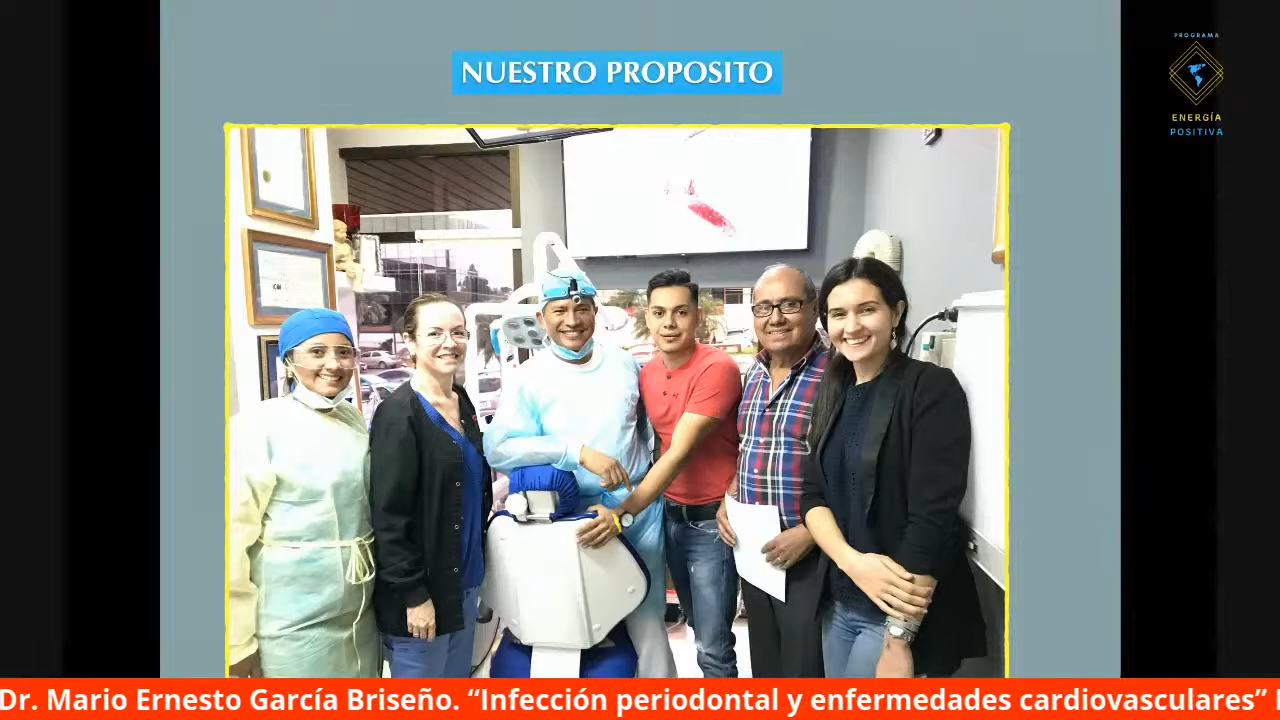 PROGRAMA
NUESTRO PROPOSITO
ENERGÍA
POSITIVA
Dr. Mario Ernesto García Briseño. “Infección periodontal y enfermedades cardiovasculares”